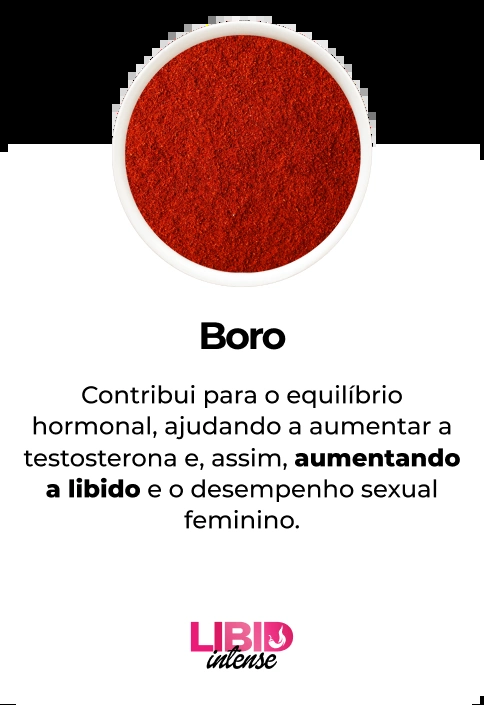 Boro
Contribui para o equilíbrio
hormonal, ajudando a aumentar a
testosterona e, assim, aumentando
a libido e o desempenho sexual
feminino.
LIBID
intense